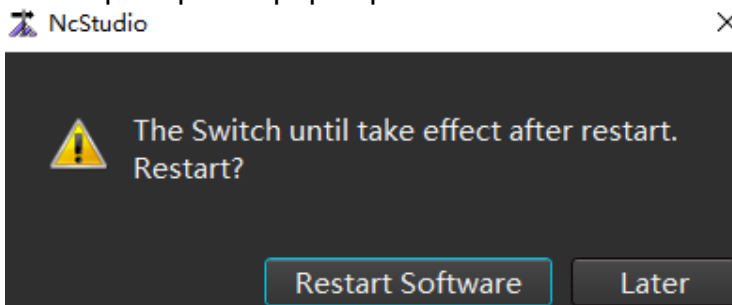 NcStudio
The Switch until take effect after restart.
Restart?
Restart Software
Later